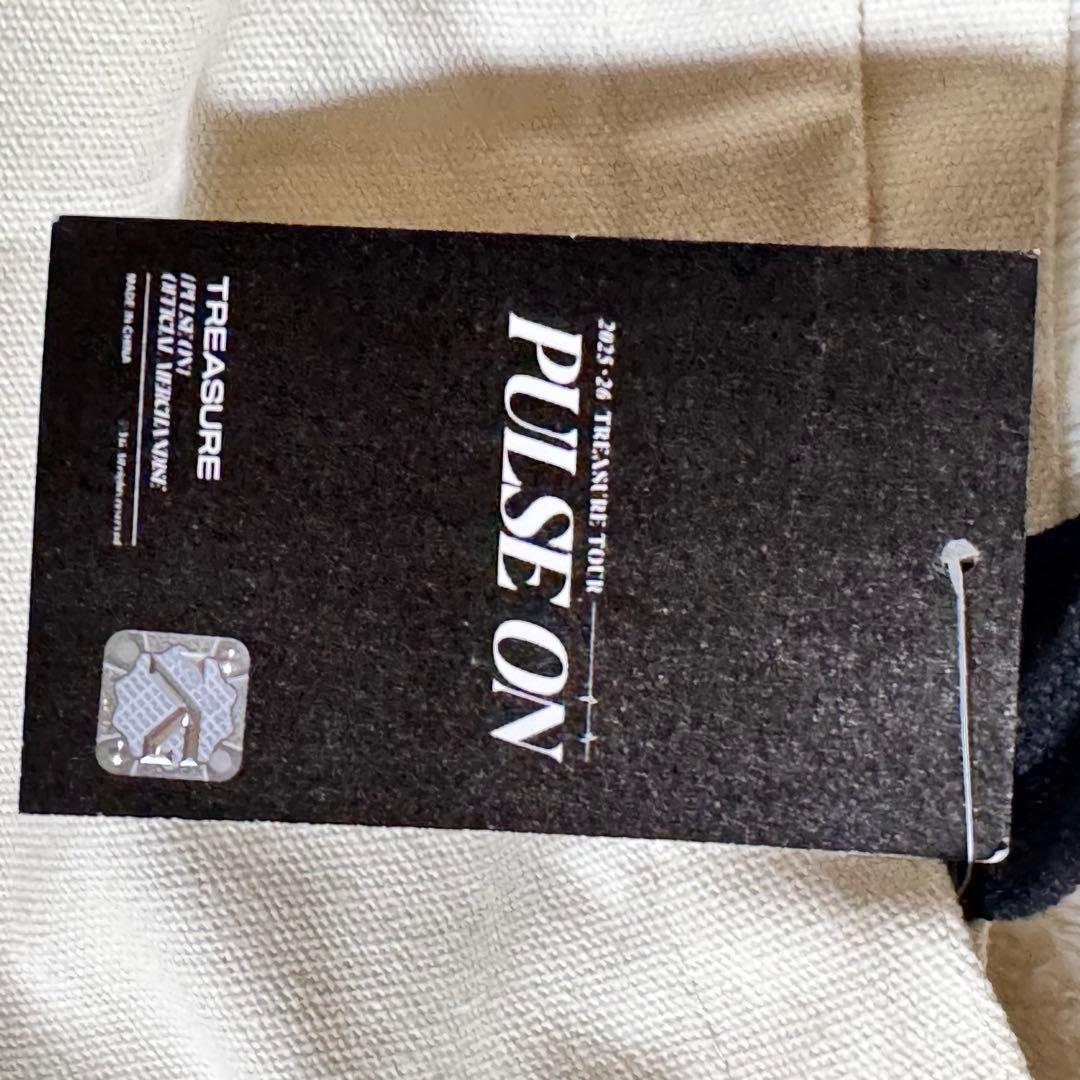 2025-26 TREASURE TOUR
PULSE ON
TREASURE
[PULSE ON]
OFFICIAL MERCHANDISE
MADE IN CHINA